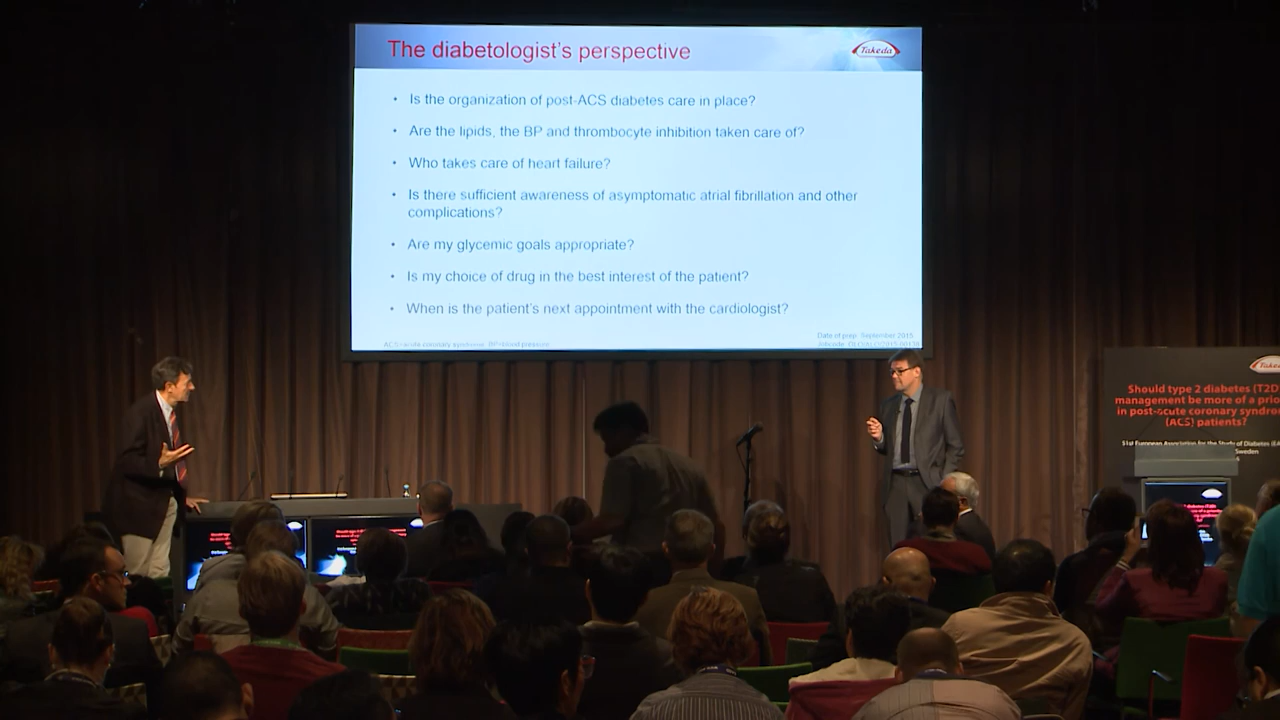 The diabetologist's perspective
Takeda
• Is the organization of post-ACS diabetes care in place?
• Are the lipids, the BP and thrombocyte inhibition taken care of?
• Who takes care of heart failure?
• Is there sufficient awareness of asymptomatic atrial fibrillation and other
complications?
• Are my glycemic goals appropriate?
• Is my choice of drug in the best interest of the patient?
• When is the patient's next appointment with the cardiologist?
ACS=acute coronary syndrome; BP=blood pressure
Date of prep: September 2015
Should type 2 diabetes (T2D
management be more of a prio
in post-acute coronary syndro
(ACS) patients?
51st European Association for the Study of Diabetes (EA
Sweden